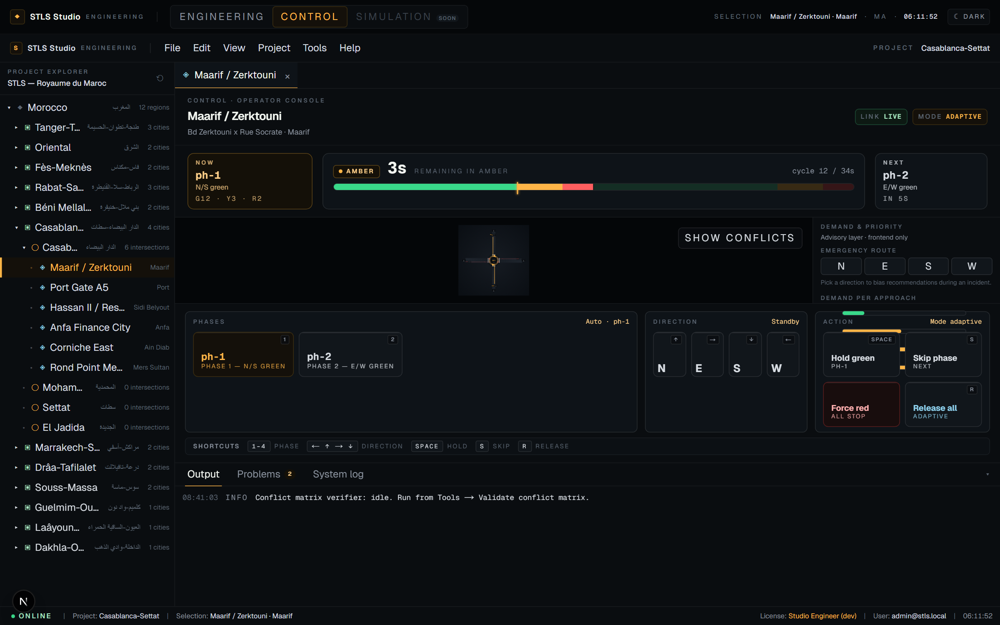 STLS Studio ENGINEERING
ENGINEERING CONTROL SIMULATION SOON
SELECTION Maarif / Zerktouni · Maarif · MA · 06:11:52 DARK
S STLS Studio ENGINEERING
File Edit View Project Tools Help
PROJECT Casablanca-Settat
PROJECT EXPLORER
STLS — Royaume du Maroc
Morocco المغرب 12 regions
Tanger-T... طنجة-تطوان-الحسيمة 3 cities
Oriental الشرق 2 cities
Fès-Meknès فاس-مكناس 2 cities
Rabat-Sa... الرباط-سلا-القنيطرة 3 cities
Béni Mellal... بني ملال-خنيفرة 2 cities
Casablan... الدار البيضاء-سطات 4 cities
Casab... الدار البيضاء 6 intersections
Maarif / Zerktouni Maarif
Port Gate A5 Port
Hassan II / Res... Sidi Belyout
Anfa Finance City Anfa
Corniche East Ain Diab
Rond Point Me... Mers Sultan
Moham... المحمدية 0 intersections
Settat سطات 0 intersections
El Jadida الجديدة 0 intersections
Marrakech-S... مراكش-آسفي 2 cities
Drâa-Tafilalet درعة-تافيلالت 2 cities
Souss-Massa سوس-ماسة 2 cities
Guelmim-Ou... كلميم-واد نون 1 cities
Laâyoun... العيون-الساقية الحمراء 1 cities
Dakhla-O... الداخلة-وادي الذهب 1 cities
Maarif / Zerktouni ×
CONTROL · OPERATOR CONSOLE
Maarif / Zerktouni
Bd Zerktouni x Rue Socrate · Maarif
LINK LIVE
MODE ADAPTIVE
NOW
ph-1
N/S green
G12 · Y3 · R2
AMBER 3s REMAINING IN AMBER
cycle 12 / 34s
NEXT
ph-2
E/W green
IN 5S
SHOW CONFLICTS
DEMAND & PRIORITY
Advisory layer · frontend only
EMERGENCY ROUTE
N E S W
Pick a direction to bias recommendations during an incident.
DEMAND PER APPROACH
PHASES Auto · ph-1
1
ph-1
PHASE 1 — N/S GREEN
2
ph-2
PHASE 2 — E/W GREEN
DIRECTION Standby
↑ → ↓ ←
N E S W
ACTION Mode adaptive
SPACE
Hold green
PH-1
S
Skip phase
NEXT
Force red
ALL STOP
R
Release all
ADAPTIVE
SHORTCUTS 1-4 PHASE ← ↑ → ↓ DIRECTION SPACE HOLD S SKIP R RELEASE
Output Problems 2 System log
08:41:03 INFO Conflict matrix verifier: idle. Run from Tools → Validate conflict matrix.
N
ONLINE | Project: Casablanca-Settat | Selection: Maarif / Zerktouni · Maarif
License: Studio Engineer (dev) | User: admin@stls.local | 06:11:52